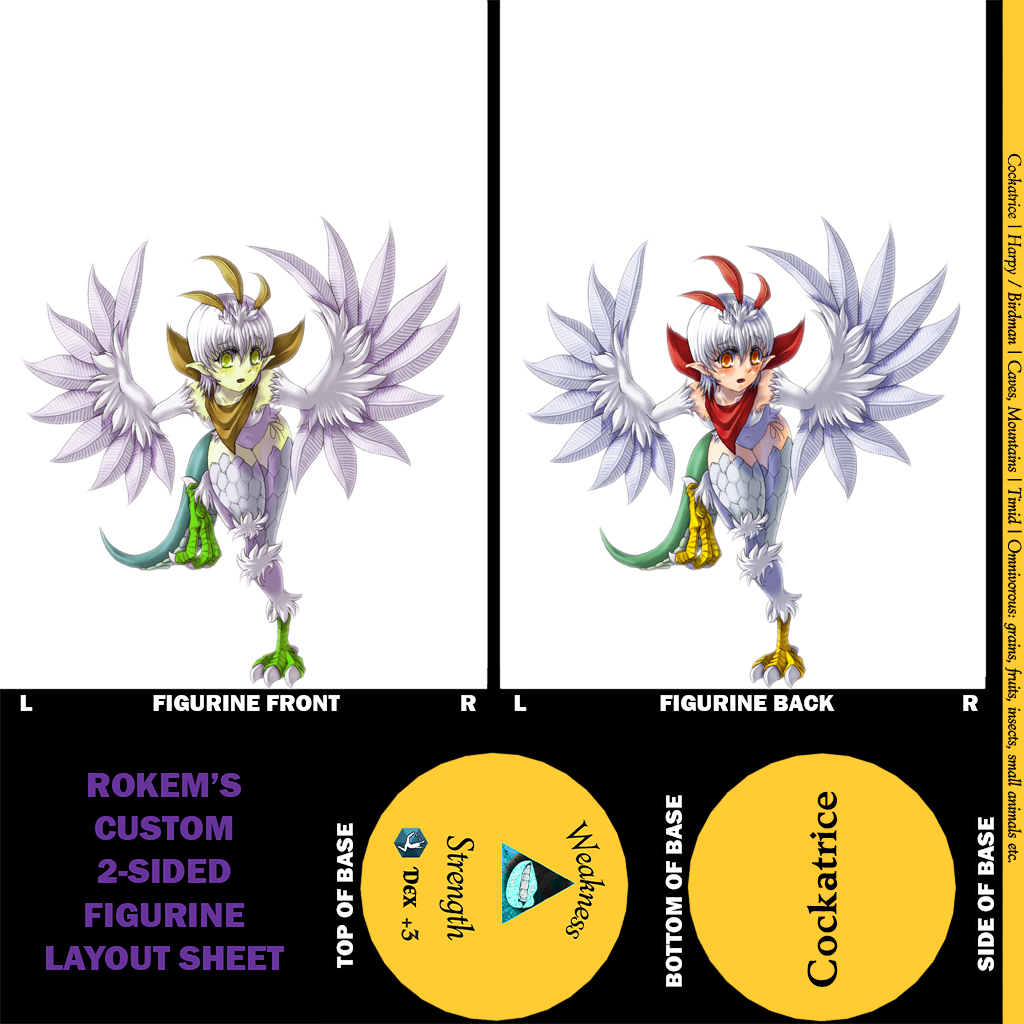 L
FIGURINE FRONT
R
L
FIGURINE BACK
R
Cockatrice | Harpy / Birdman | Caves, Mountains | Timid | Omnivorous: grains, fruits, insects, small animals etc.
ROKEM’S
CUSTOM
2-SIDED
FIGURINE
LAYOUT SHEET
TOP OF BASE
Weakness
Strength
DEX +3
BOTTOM OF BASE
Cockatrice
SIDE OF BASE